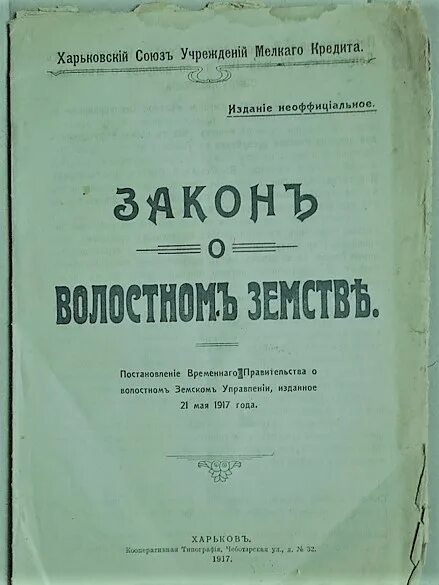 Харьковскій Союзъ Учрежденій Мелкаго Кредита.
Изданіе неоффиціальное.
ЗАКОНЪ
О
ВОЛОСТНОМЪ ЗЕМСТВѢ.
Постановленіе Временнаго Правительства о
волостномъ Земскомъ Управленіи, изданное
21 мая 1917 года.
ХАРЬКОВЪ.
Кооперативная Типографія, Чеботарская ул., д. № 32.
1917.